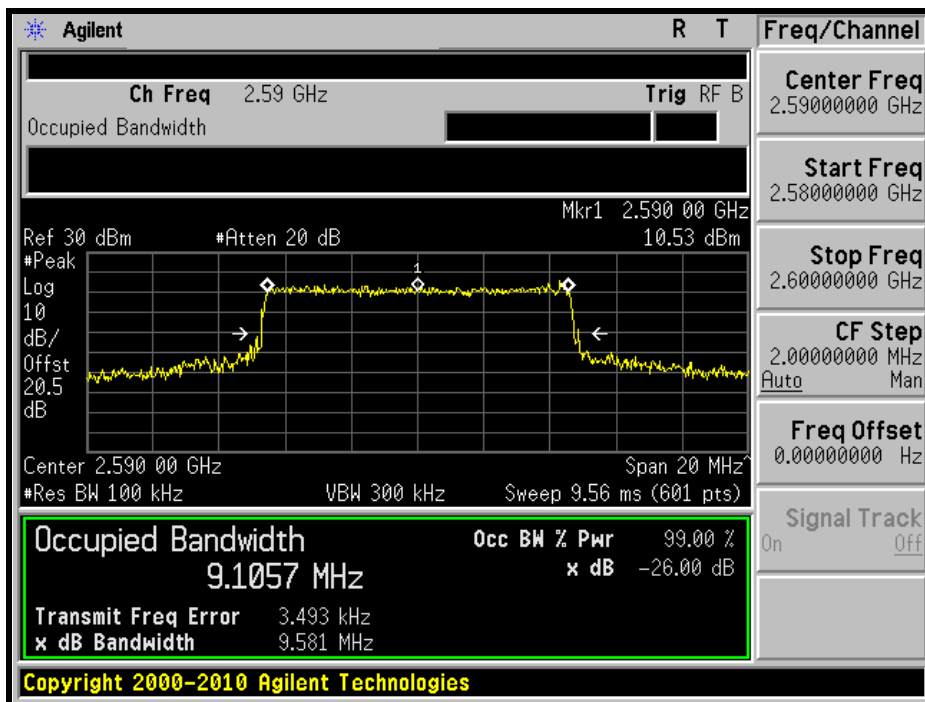 Agilent R T Freq/Channel
Ch Freq 2.59 GHz Trig RF B
Occupied Bandwidth
Center Freq
2.59000000 GHz
Start Freq
2.58000000 GHz
Mkr1 2.590 00 GHz
Ref 30 dBm #Atten 20 dB 10.53 dBm
#Peak
Log
10
dB/
Offst
20.5
dB
1
Stop Freq
2.60000000 GHz
CF Step
2.00000000 MHz
Auto Man
Freq Offset
0.00000000 Hz
Center 2.590 00 GHz Span 20 MHz^
#Res BW 100 kHz VBW 300 kHz Sweep 9.56 ms (601 pts)
Signal Track
On Off
Occupied Bandwidth
9.1057 MHz
Occ BW % Pwr 99.00 %
x dB -26.00 dB
Transmit Freq Error 3.493 kHz
x dB Bandwidth 9.581 MHz
Copyright 2000-2010 Agilent Technologies